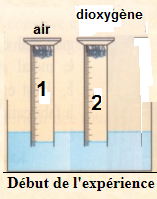 dioxygène
air
1 2
Début de l'expérience